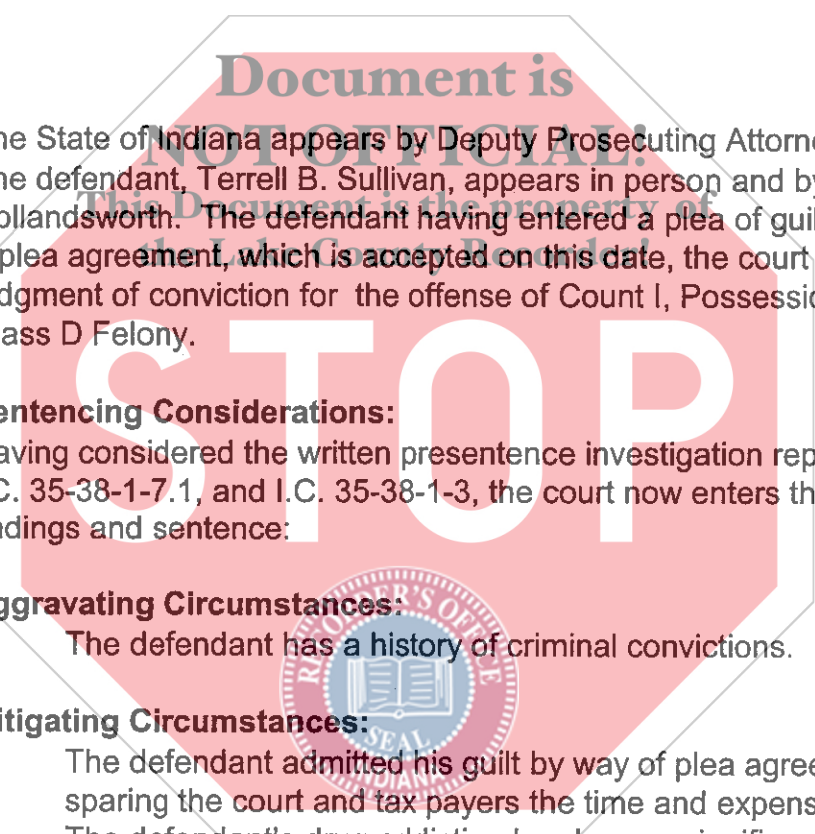 Document is
NOT OFFICIAL!
This Document is the property of
the Lake County Recorder!
STOP
he State of Indiana appears by Deputy Prosecuting Attorne
he defendant, Terrell B. Sullivan, appears in person and by
ollandsworth. The defendant having entered a plea of guil
plea agreement, which is accepted on this date, the court
dgment of conviction for the offense of Count I, Possessio
ass D Felony.
entencing Considerations:
aving considered the written presentence investigation rep
C. 35-38-1-7.1, and I.C. 35-38-1-3, the court now enters th
ndings and sentence:
ggravating Circumstances:
The defendant has a history of criminal convictions.
RECORDER'S OFFICE
SEAL
INDIANA
itigating Circumstances:
The defendant admitted his guilt by way of plea agree
sparing the court and tax payers the time and expens